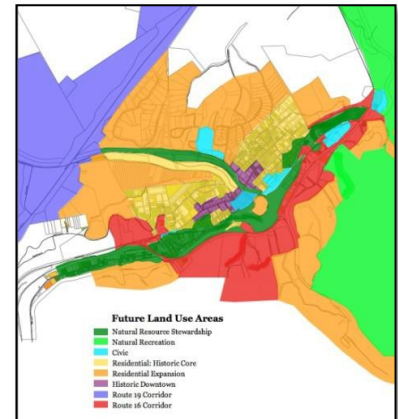 Future Land Use Areas
Natural Resource Stewardship
Natural Recreation
Civic
Residential: Historic Core
Residential Expansion
Historic Downtown
Route 19 Corridor
Route 16 Corridor